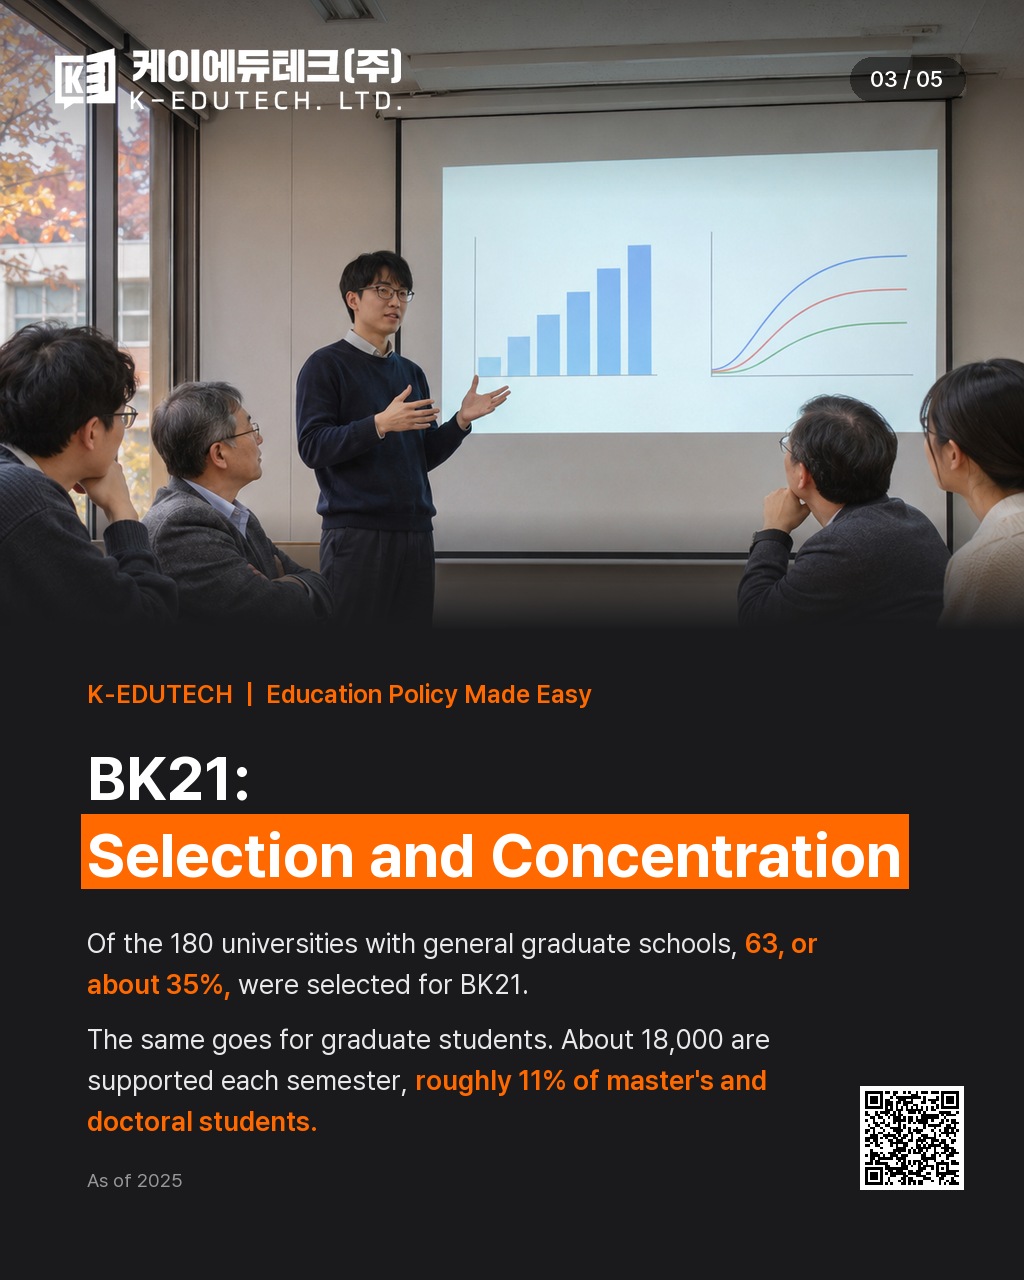 케이에듀테크(주)
K-EDUTECH. LTD.
03 / 05
K-EDUTECH | Education Policy Made Easy
BK21:
Selection and Concentration
Of the 180 universities with general graduate schools, 63, or
about 35%, were selected for BK21.
The same goes for graduate students. About 18,000 are
supported each semester, roughly 11% of master's and
doctoral students.
As of 2025